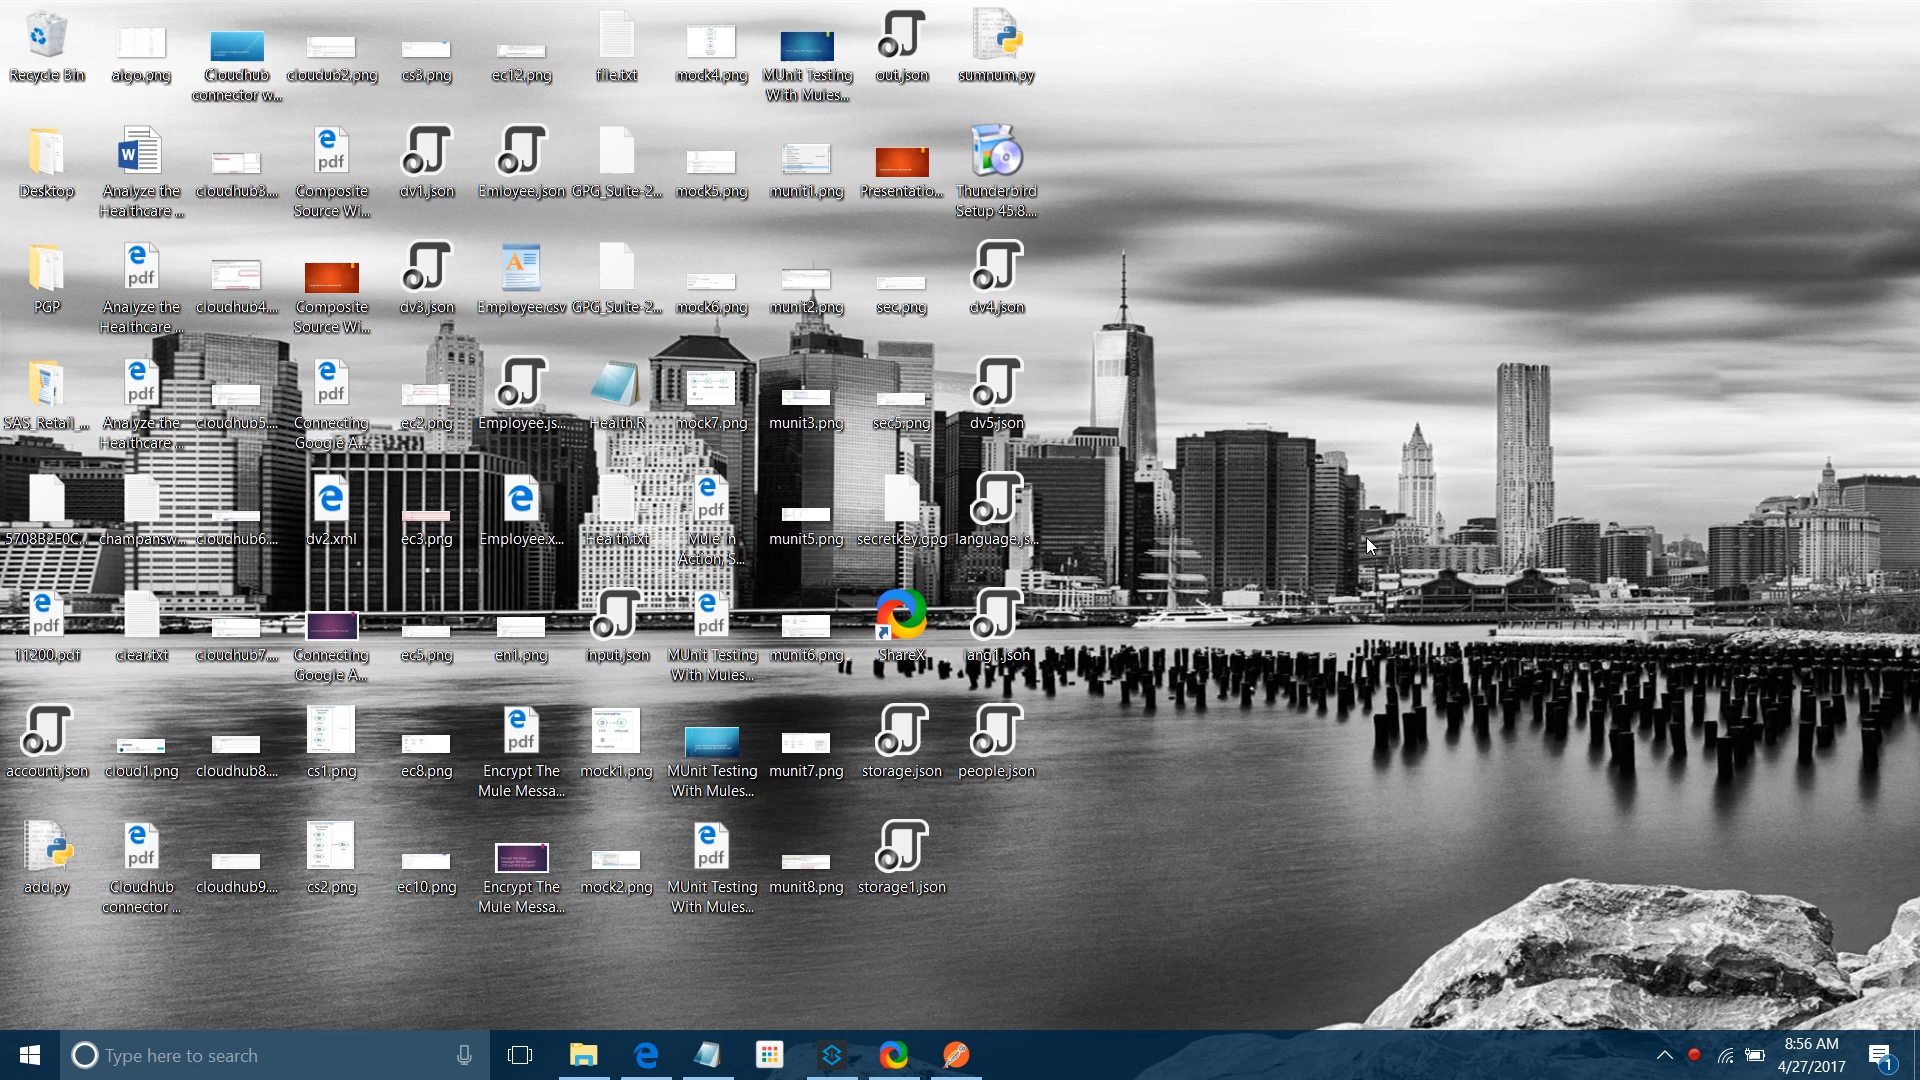 Recycle Bin
algo.png
Cloudhub
connector w...
cloudub2.png
cs3.png
ec12.png
file.txt
mock4.png
MUnit Testing
With Mules...
out.json
sumnum.py
Desktop
Analyze the
Healthcare ...
cloudhub3....
Composite
Source Wi...
dv1.json
Emloyee.json
GPG_Suite-2...
mock5.png
munit1.png
Presentatio...
Thunderbird
Setup 45.8....
PGP
Analyze the
Healthcare ...
cloudhub4....
Composite
Source Wi...
dv3.json
Employee.csv
GPG_Suite-2...
mock6.png
munit2.png
sec.png
dv4.json
SAS_Retail_...
Analyze the
Healthcare ...
cloudhub5....
Connecting
Google A...
ec2.png
Employee.js...
Health.R
mock7.png
munit3.png
sec5.png
dv5.json
5708B2E0C...
champansw...
cloudhub6....
dv2.xml
ec3.png
Employee.x...
Health.txt
Mule in
Action, S...
munit5.png
secretkey.gpg
language.js...
11200.pdf
clear.txt
cloudhub7....
Connecting
Google A...
ec5.png
en1.png
input.json
MUnit Testing
With Mules...
munit6.png
ShareX
lang1.json
account.json
cloud1.png
cloudhub8....
cs1.png
ec8.png
Encrypt The
Mule Messa...
mock1.png
MUnit Testing
With Mules...
munit7.png
storage.json
people.json
add.py
Cloudhub
connector ...
cloudhub9....
cs2.png
ec10.png
Encrypt The
Mule Messa...
mock2.png
MUnit Testing
With Mules...
munit8.png
storage1.json
Type here to search
8:56 AM
4/27/2017
1